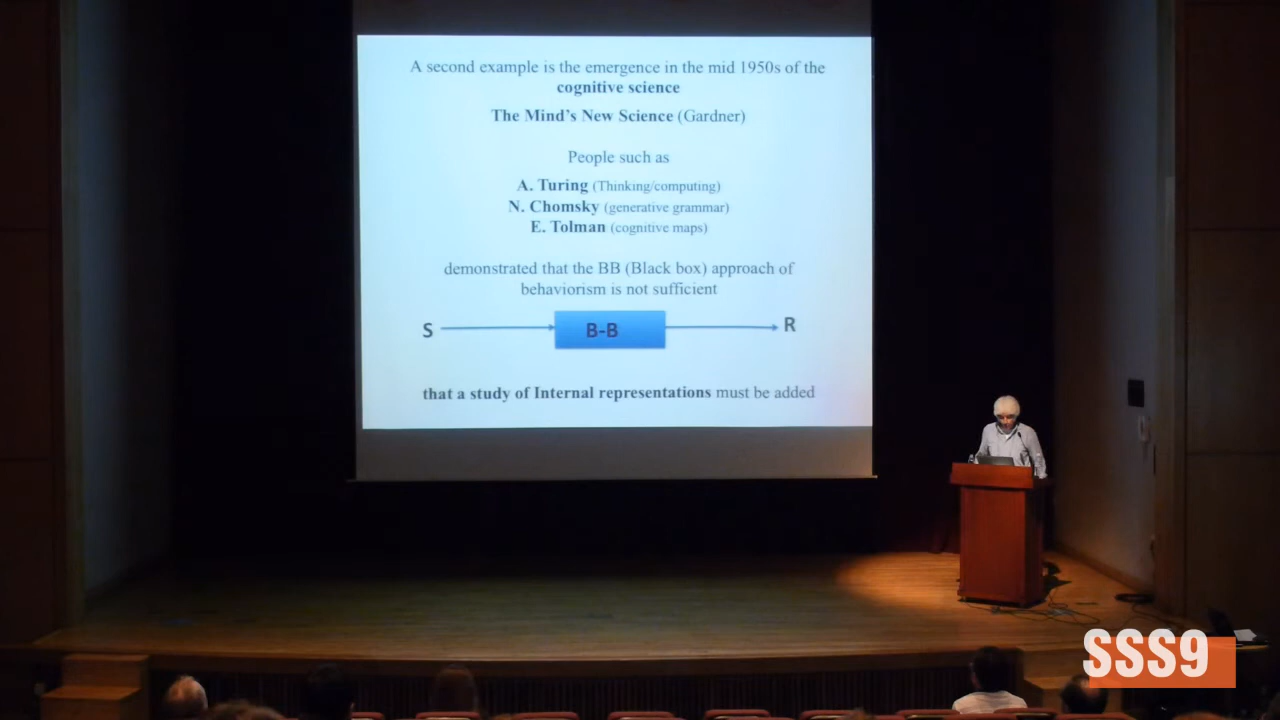 A second example is the emergence in the mid 1950s of the
cognitive science
The Mind's New Science (Gardner)
People such as
A. Turing (Thinking/computing)
N. Chomsky (generative grammar)
E. Tolman (cognitive maps)
demonstrated that the BB (Black box) approach of
behaviorism is not sufficient
S B-B R
that a study of Internal representations must be added
SSS9